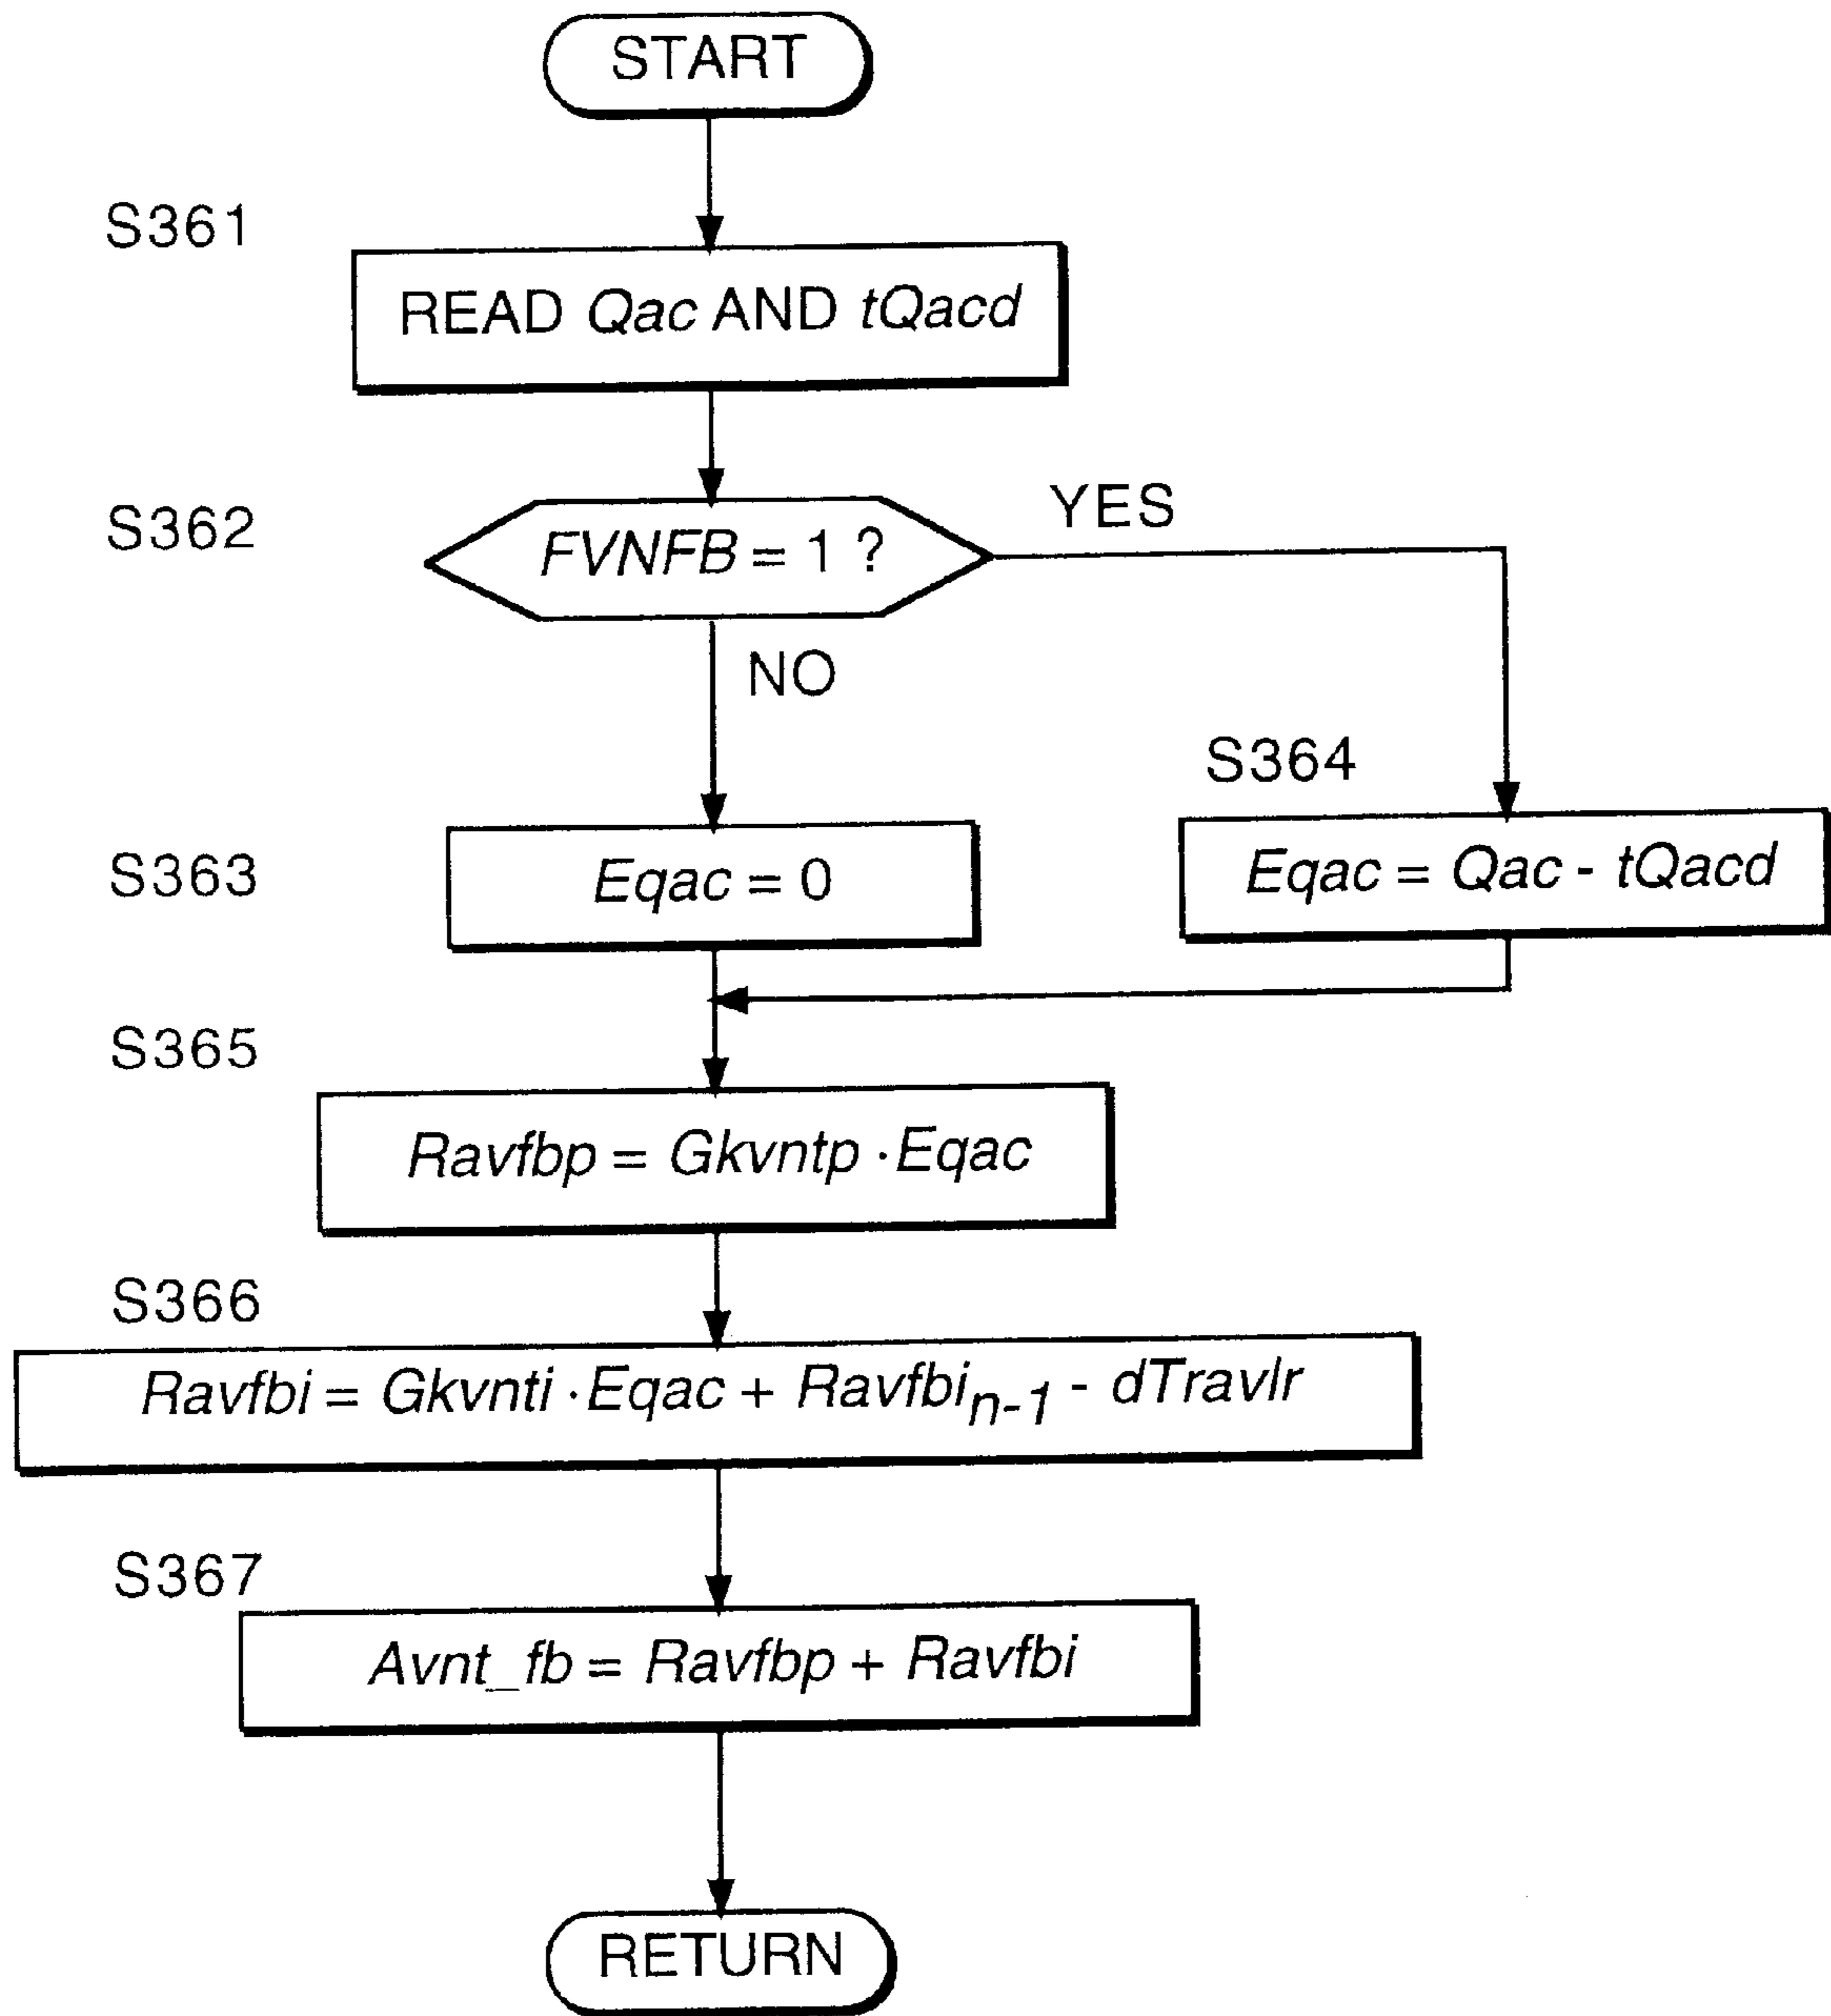 START
S361
READ Qac AND tQacd
S362
FVNFB = 1 ?
YES
NO
S364
S363
Eqac = 0
Eqac = Qac - tQacd
S365
Ravfbp = Gkvntp · Eqac
S366
Ravfbi = Gkvnti · Eqac + Ravfbin-1 - dTravlr
S367
Avnt_fb = Ravfbp + Ravfbi
RETURN